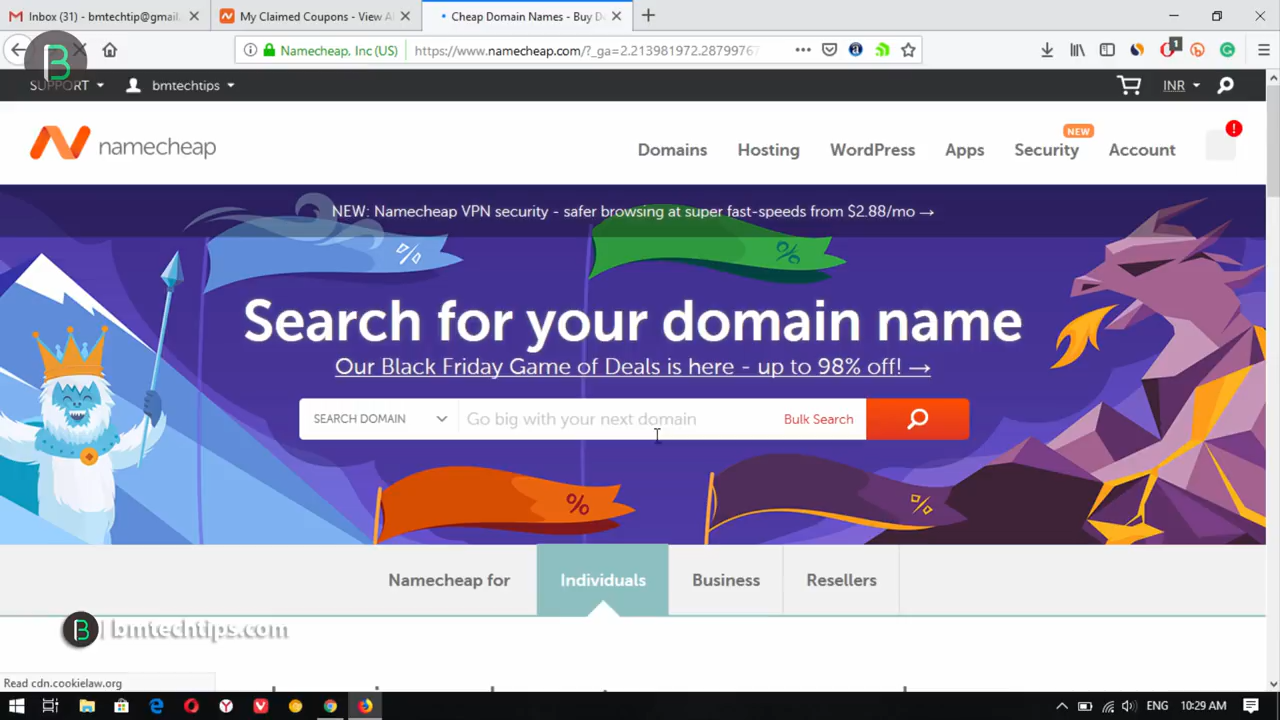 Inbox (31) - bmtechtip@gmail.
My Claimed Coupons - View Al
Cheap Domain Names - Buy Do
Namecheap, Inc (US)
https://www.namecheap.com/?_ga=2.213981972.28799767
1
SUPPORT
bmtechtips
INR
namecheap
Domains
Hosting
WordPress
Apps
NEW
Security
Account
!
NEW: Namecheap VPN security - safer browsing at super fast-speeds from $2.88/mo →
%
%
Search for your domain name
Our Black Friday Game of Deals is here - up to 98% off! →
SEARCH DOMAIN
Go big with your next domain
Bulk Search
%
%
Namecheap for
Individuals
Business
Resellers
B bmtechtips.com
Read cdn.cookielaw.org
ENG
10:29 AM